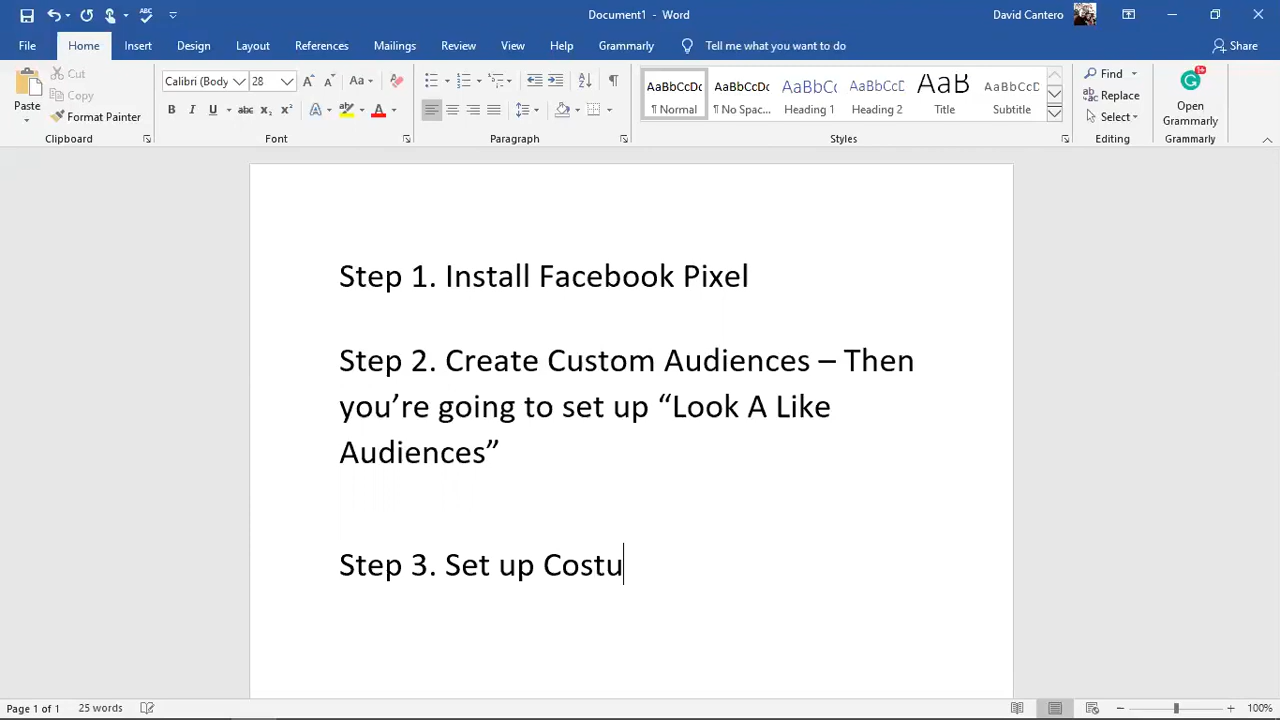 Document1 - Word
David Cantero
File Home Insert Design Layout References Mailings Review View Help Grammarly Tell me what you want to do Share
Paste
Cut
Copy
Format Painter
Clipboard
Calibri (Body 28
Font
Paragraph
AaBbCcDc AaBbCcDc AaBbCc AaBbCcD AaB AaBbCcD
¶ Normal ¶ No Spac... Heading 1 Heading 2 Title Subtitle
Styles
Find
Replace
Select
Editing
Open
Grammarly
Grammarly
Step 1. Install Facebook Pixel
Step 2. Create Custom Audiences – Then
you’re going to set up “Look A Like
Audiences”
Step 3. Set up Costu
Page 1 of 1 25 words 100%